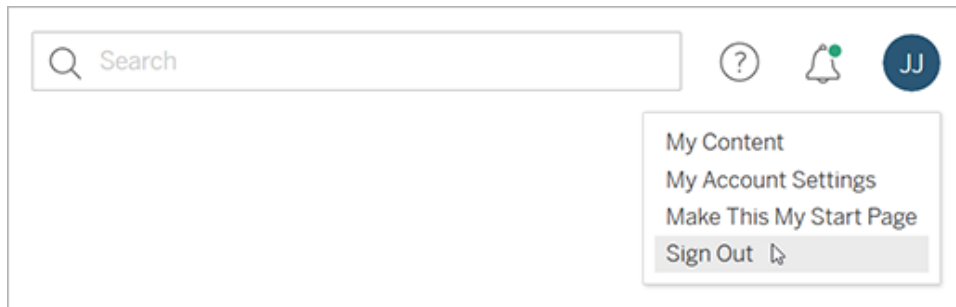 Search
?
JJ
My Content
My Account Settings
Make This My Start Page
Sign Out